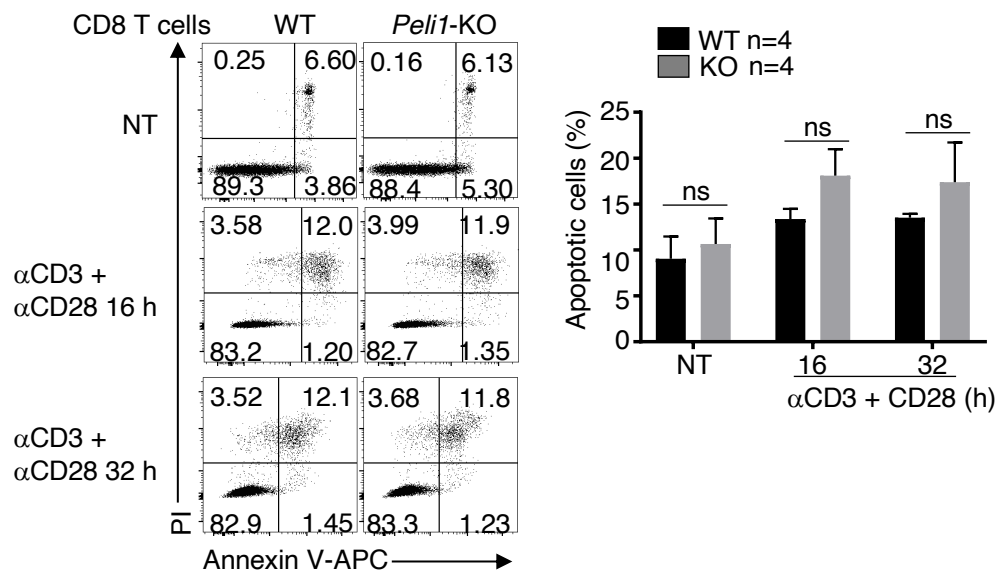 CD8 T cells WT Peli1-KO
NT
0.25 6.60 0.16 6.13
89.3 3.86 88.4 5.30
αCD3 +
αCD28 16 h
3.58 12.0 3.99 11.9
83.2 1.20 82.7 1.35
αCD3 +
αCD28 32 h
3.52 12.1 3.68 11.8
82.9 1.45 83.3 1.23
PI
Annexin V-APC
WT n=4
KO n=4
Apoptotic cells (%)
25
20
15
10
5
0
ns
ns
ns
NT 16 32
αCD3 + CD28 (h)